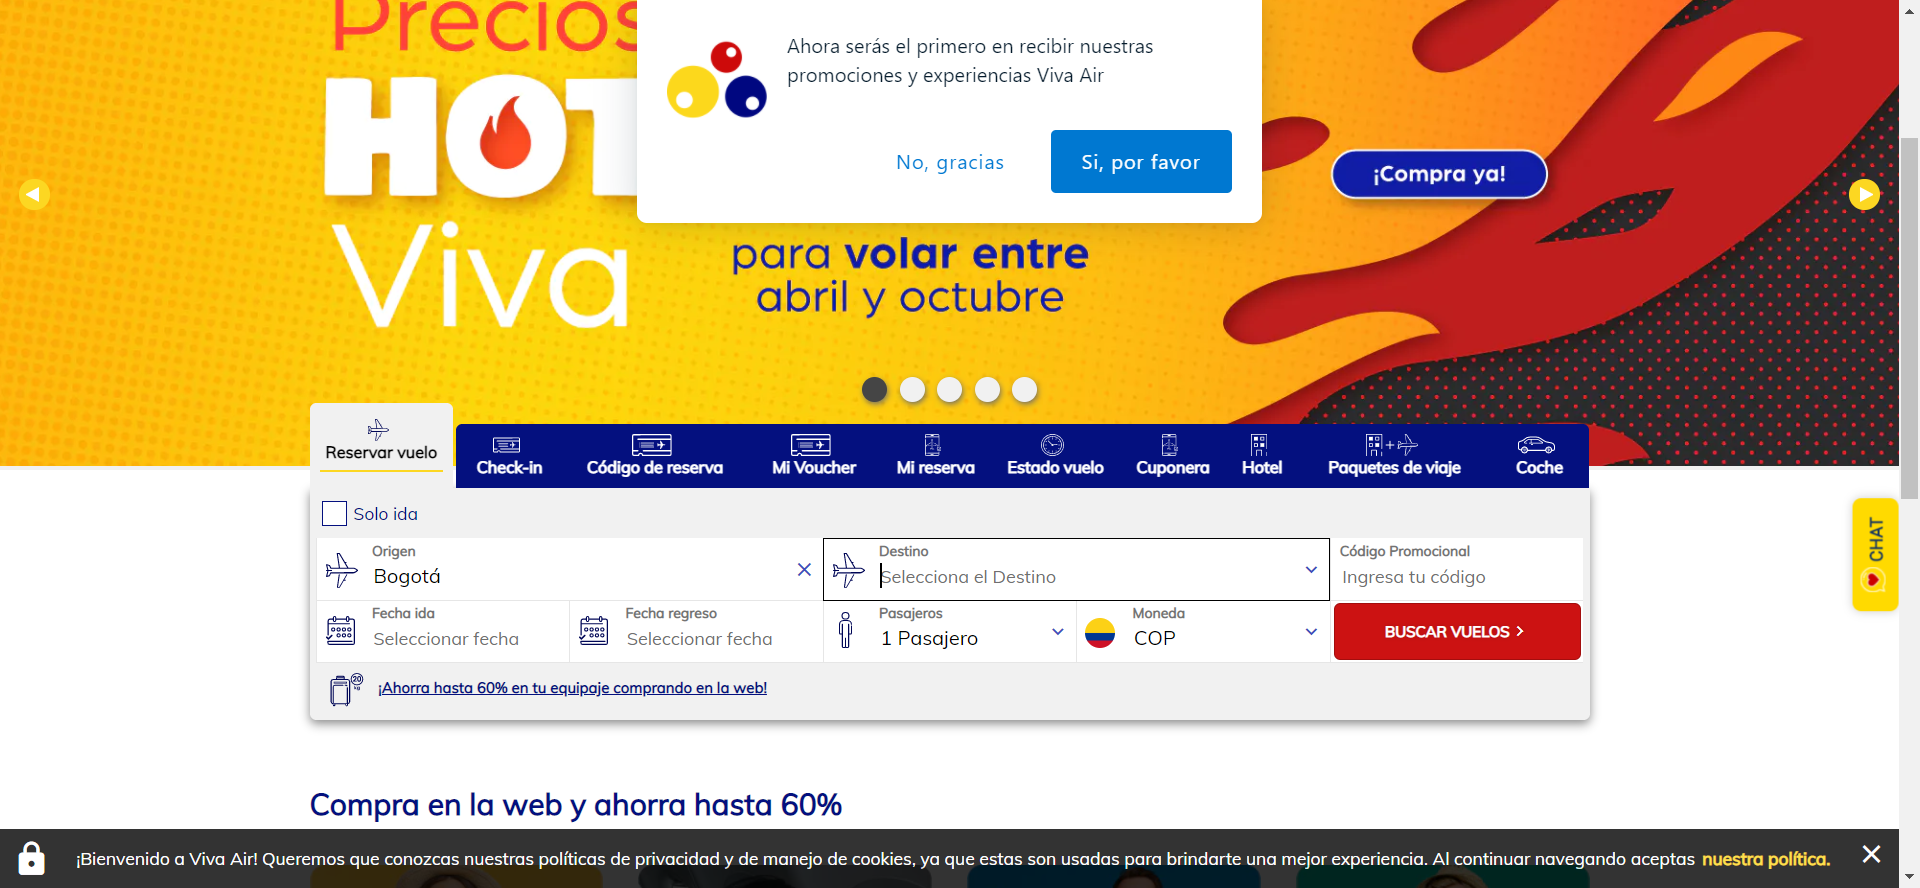 Precios
HOT
Viva
Ahora serás el primero en recibir nuestras
promociones y experiencias Viva Air
No, gracias
Si, por favor
¡Compra ya!
para volar entre
abril y octubre
Reservar vuelo
Check-in
Código de reserva
Mi Voucher
Mi reserva
Estado vuelo
Cuponera
Hotel
Paquetes de viaje
Coche
Solo ida
Origen
Bogotá
Destino
Selecciona el Destino
Código Promocional
Ingresa tu código
Fecha ida
Seleccionar fecha
Fecha regreso
Seleccionar fecha
Pasajeros
1 Pasajero
Moneda
COP
BUSCAR VUELOS
20
kg
¡Ahorra hasta 60% en tu equipaje comprando en la web!
CHAT
Compra en la web y ahorra hasta 60%
¡Bienvenido a Viva Air! Queremos que conozcas nuestras políticas de privacidad y de manejo de cookies, ya que estas son usadas para brindarte una mejor experiencia. Al continuar navegando aceptas nuestra política.